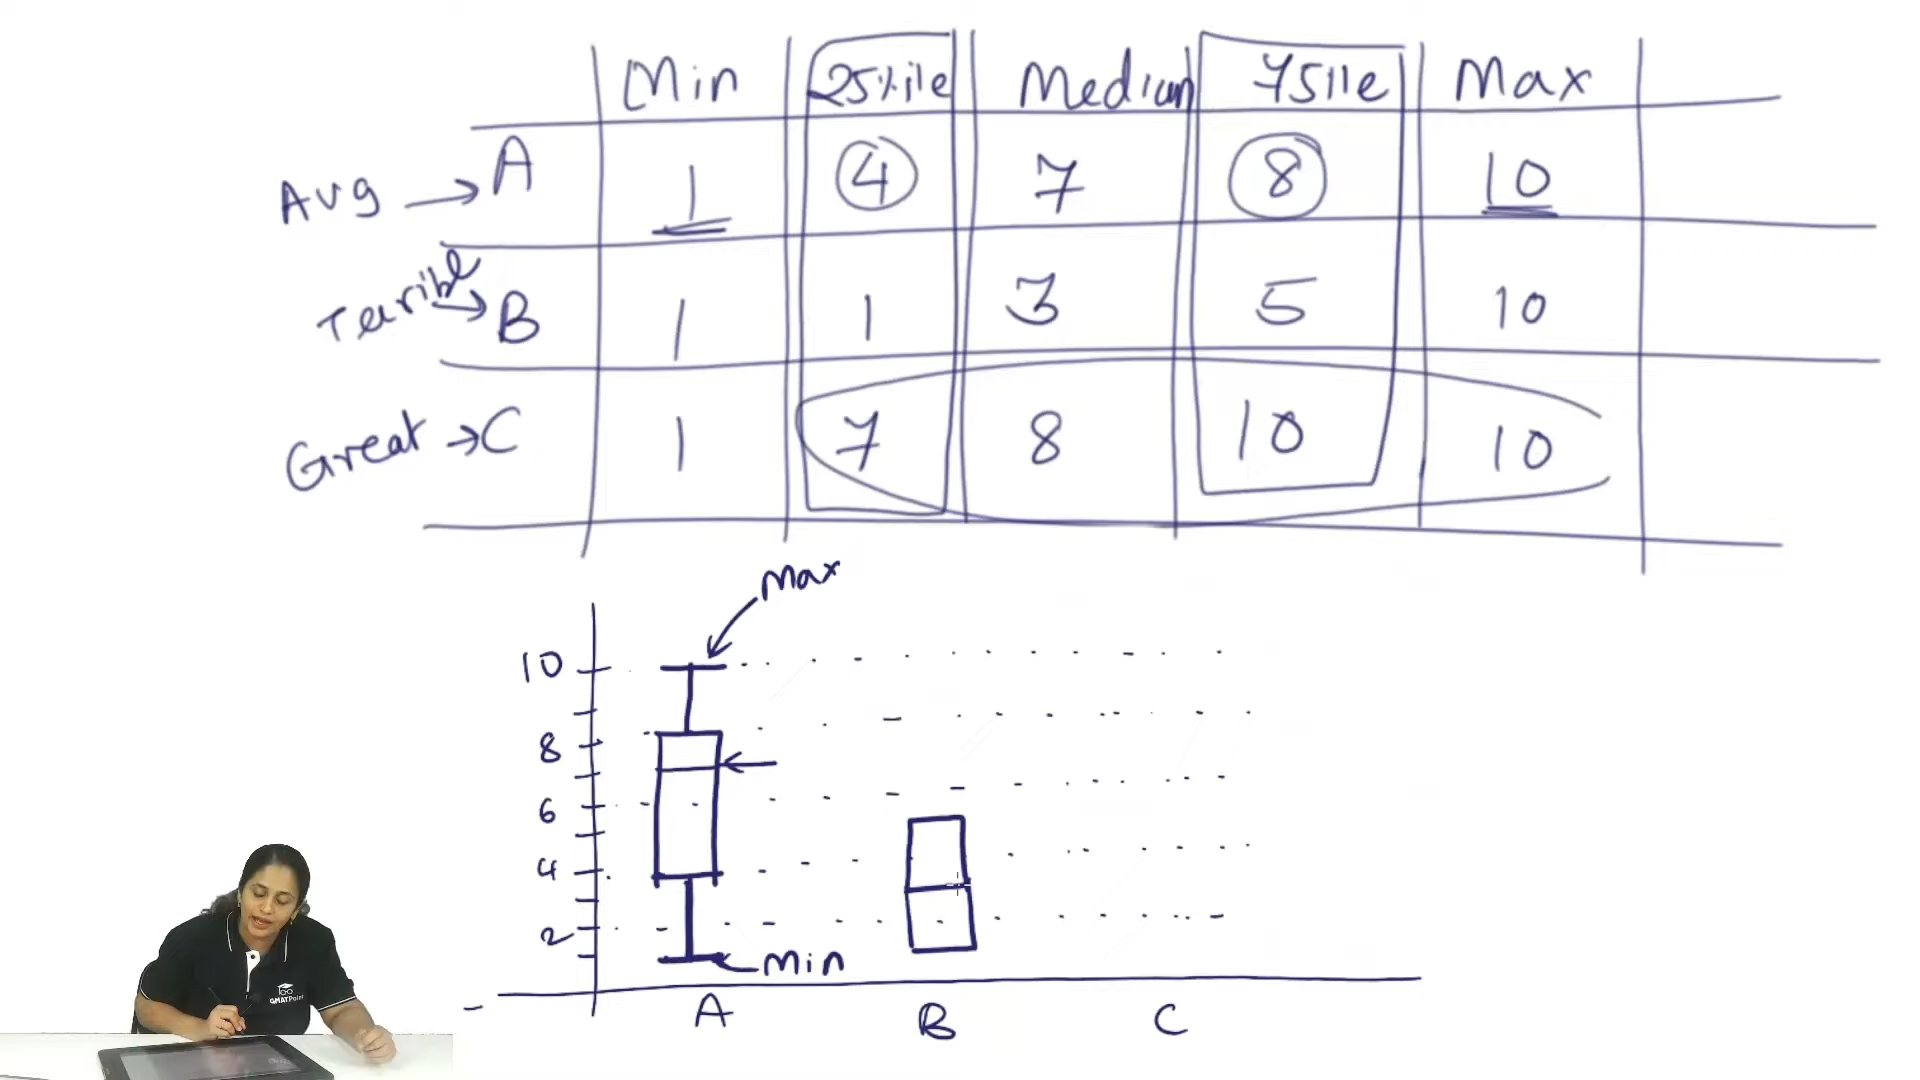 Min 25%ile Median 75%ile Max
Avg → A 1 4 7 8 10
Terrible → B 1 1 3 5 10
Great → C 1 7 8 10 10
Max
10
8
6
4
2
Min
A B C
GMATPoint